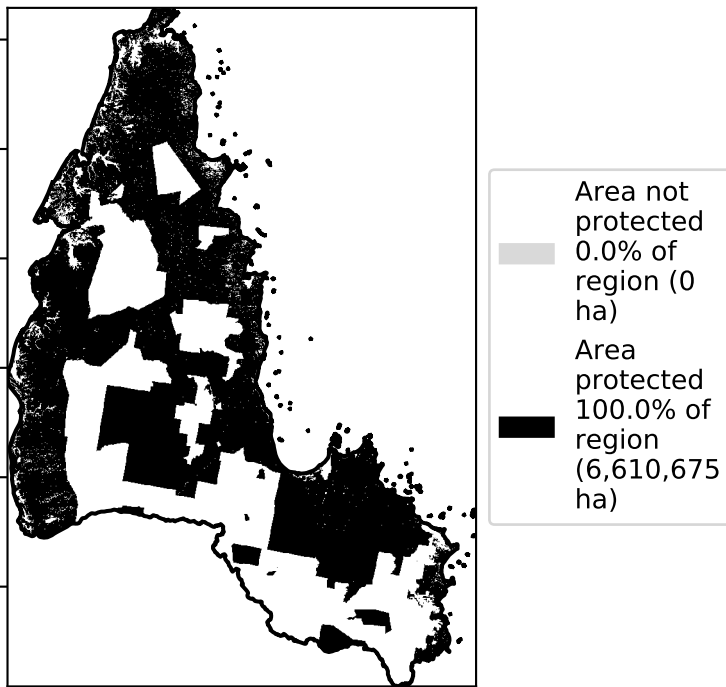 Area not
protected
0.0% of
region (0
ha)
Area
protected
100.0% of
region
(6,610,675
ha)